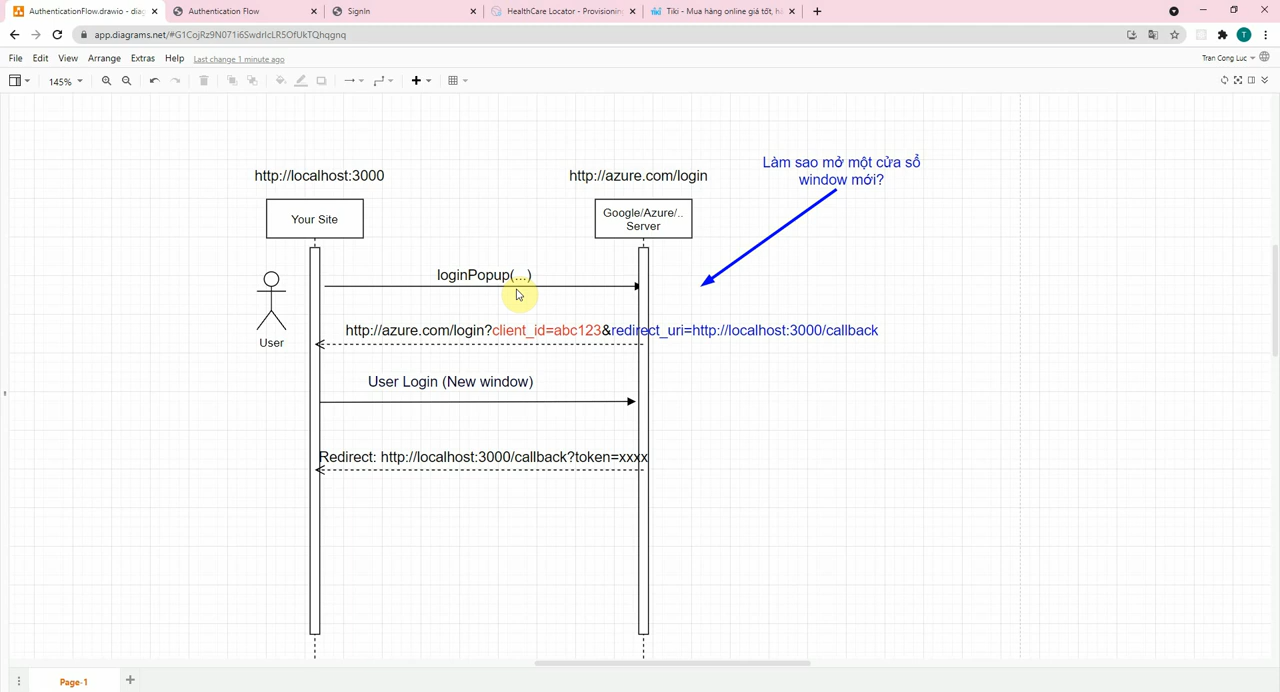 AuthenticationFlow.drawio - diag
Authentication Flow
SignIn
HealthCare Locator - Provisioning
Tiki - Mua hàng online giá tốt, hà
app.diagrams.net/#G1CojRz9N071i6SwdrIcLR5OfUkTQhqgnq
T
File Edit View Arrange Extras Help Last change 1 minute ago
Tran Cong Luc
145%
Làm sao mở một cửa sổ
window mới?
http://localhost:3000
http://azure.com/login
Your Site
Google/Azure/..
Server
loginPopup(...)
http://azure.com/login?client_id=abc123&redirect_uri=http://localhost:3000/callback
User
User Login (New window)
Redirect: http://localhost:3000/callback?token=xxxx
Page-1